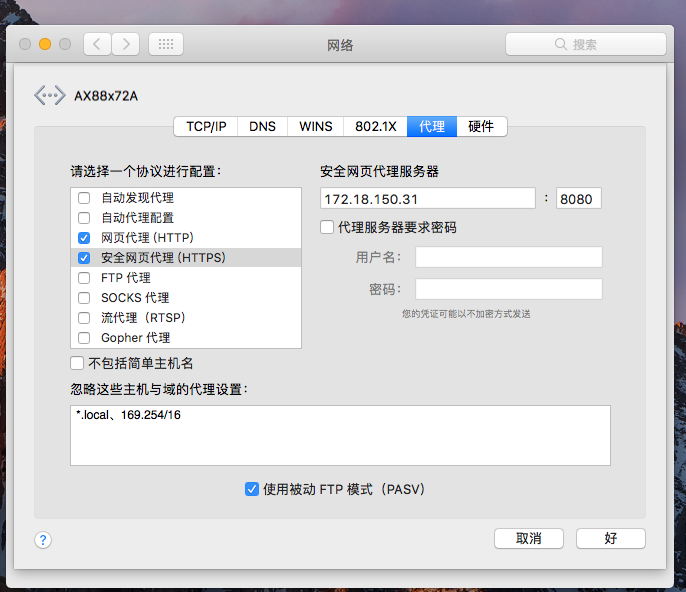 网络
搜索
AX88x72A
TCP/IP DNS WINS 802.1X 代理 硬件
请选择一个协议进行配置：
自动发现代理
自动代理配置
网页代理 (HTTP)
安全网页代理 (HTTPS)
FTP 代理
SOCKS 代理
流代理（RTSP）
Gopher 代理
不包括简单主机名
安全网页代理服务器
172.18.150.31 : 8080
代理服务器要求密码
用户名：
密码：
您的凭证可能以不加密方式发送
忽略这些主机与域的代理设置：
*.local、169.254/16
使用被动 FTP 模式（PASV）
?
取消 好